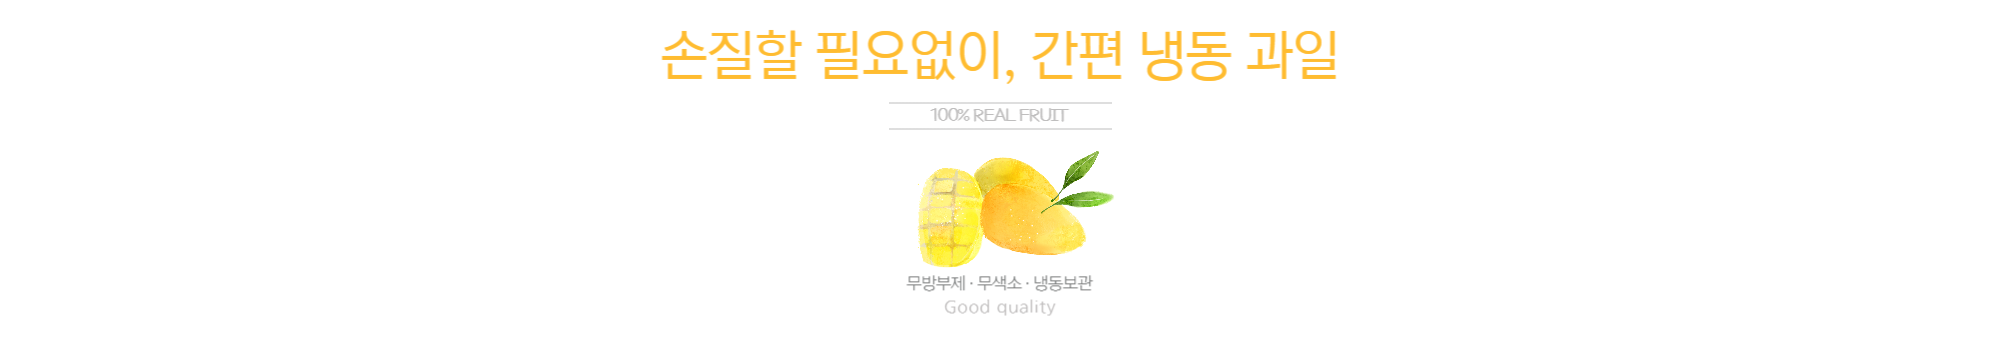 손질할 필요없이, 간편 냉동 과일
100% REAL FRUIT
무방부제 · 무색소 · 냉동보관
Good quality